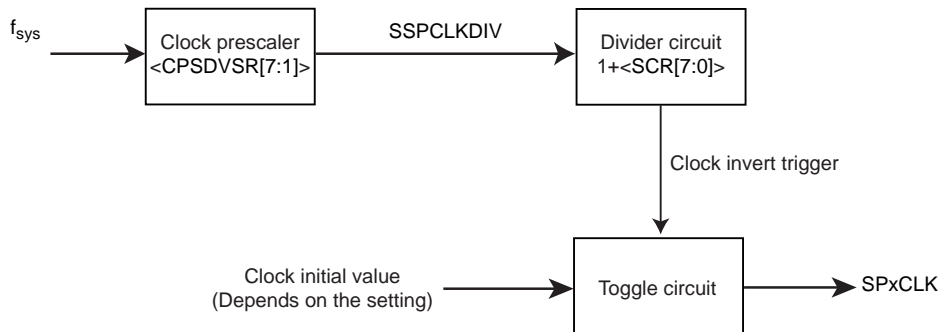 f_sys
Clock prescaler
<CPSDVSR[7:1]>
SSPCLKDIV
Divider circuit
1+<SCR[7:0]>
Clock invert trigger
Clock initial value
(Depends on the setting)
Toggle circuit
SPxCLK